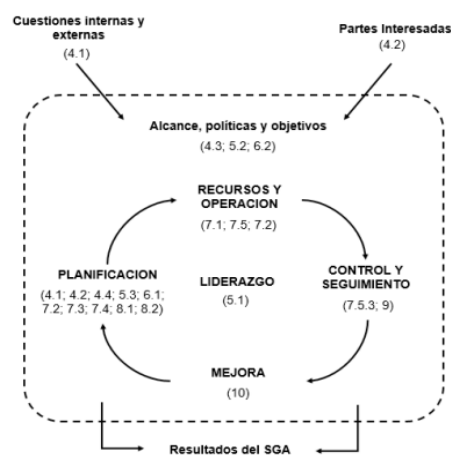 Cuestiones internas y
externas
(4.1)
Partes Interesadas
(4.2)
Alcance, políticas y objetivos
(4.3; 5.2; 6.2)
RECURSOS Y
OPERACION
(7.1; 7.5; 7.2)
PLANIFICACION
(4.1; 4.2; 4.4; 5.3; 6.1;
7.2; 7.3; 7.4; 8.1; 8.2)
LIDERAZGO
(5.1)
CONTROL Y
SEGUIMIENTO
(7.5.3; 9)
MEJORA
(10)
Resultados del SGA